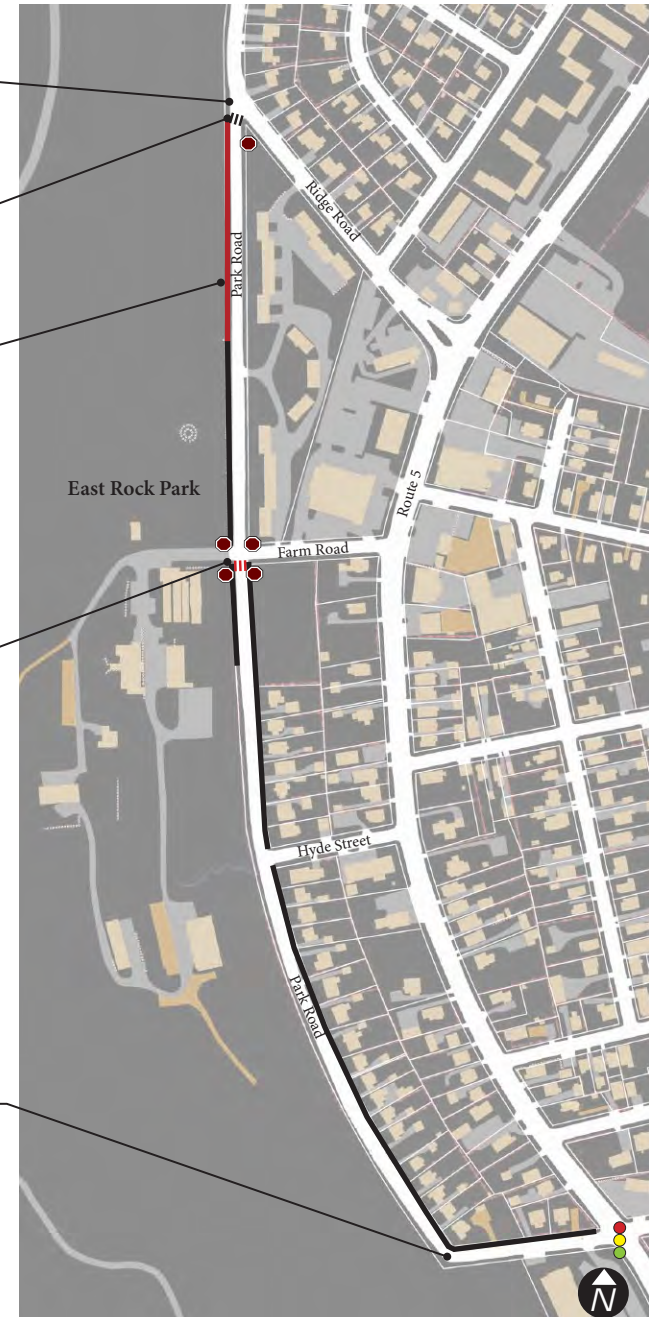 Ridge Road
Park Road
East Rock Park
Route 5
Farm Road
Hyde Street
Park Road
N